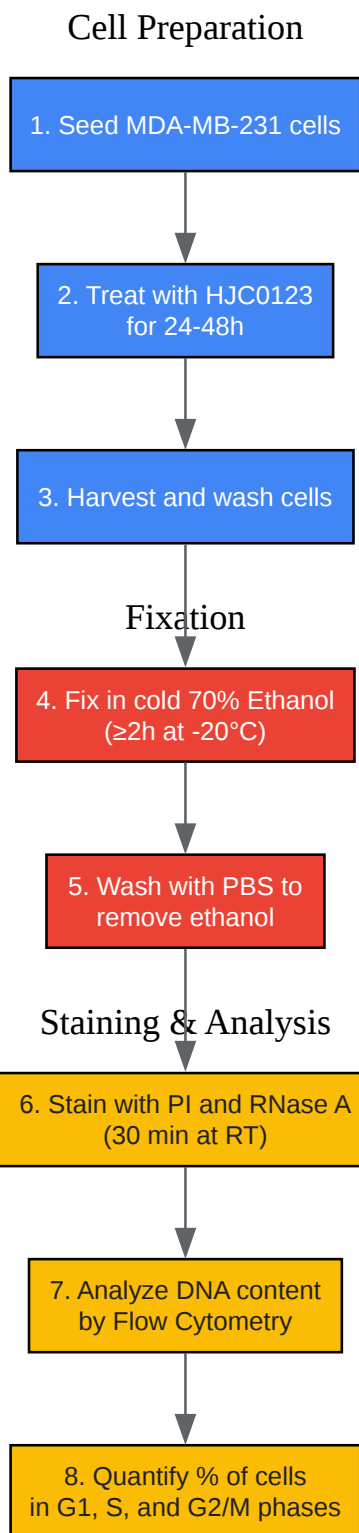 Cell Preparation
1. Seed MDA-MB-231 cells
2. Treat with HJC0123
for 24-48h
3. Harvest and wash cells
Fixation
4. Fix in cold 70% Ethanol
(≥2h at -20°C)
5. Wash with PBS to
remove ethanol
Staining & Analysis
6. Stain with PI and RNase A
(30 min at RT)
7. Analyze DNA content
by Flow Cytometry
8. Quantify % of cells
in G1, S, and G2/M phases